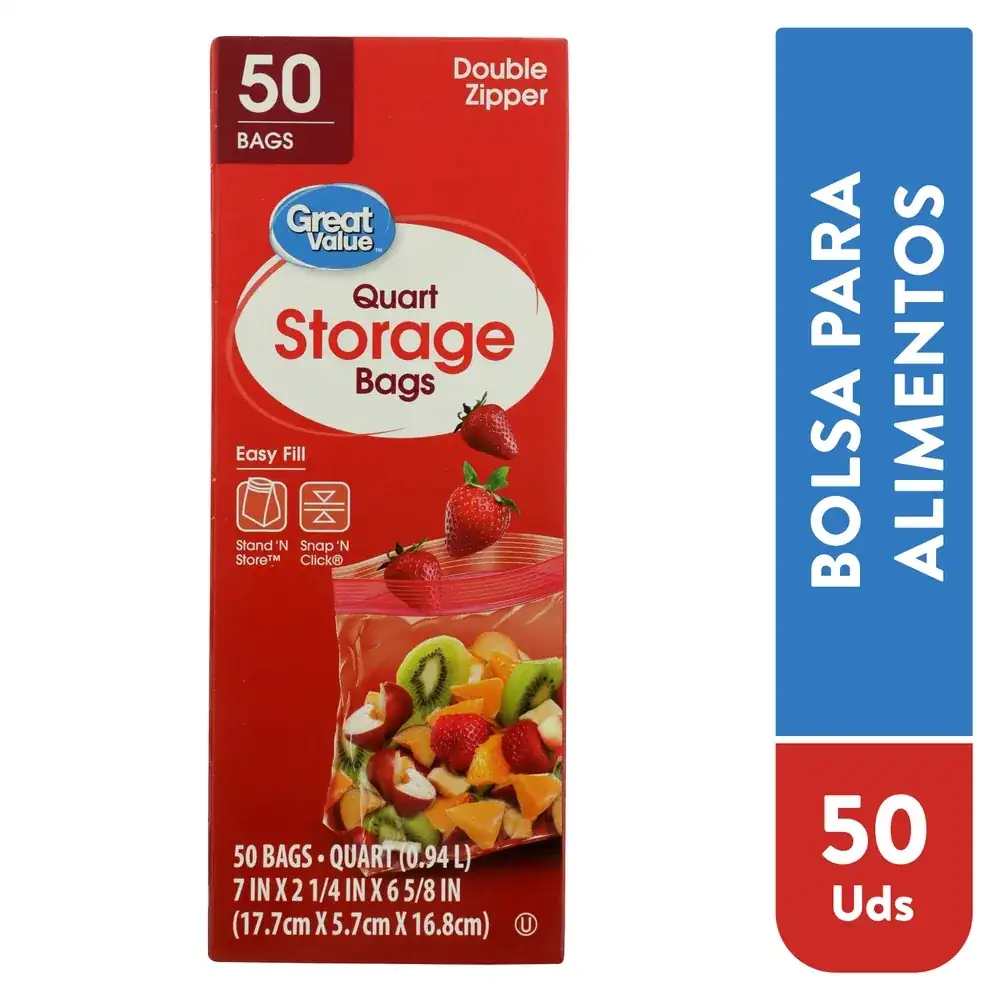 50
BAGS
Double
Zipper
Great
Value™
Quart
Storage
Bags
Easy Fill
Stand 'N
Store™
Snap 'N
Click®
50 BAGS • QUART (0.94 L)
7 IN X 2 1/4 IN X 6 5/8 IN
(17.7cm X 5.7cm X 16.8cm)
U
BOLSA PARA
ALIMENTOS
50
Uds